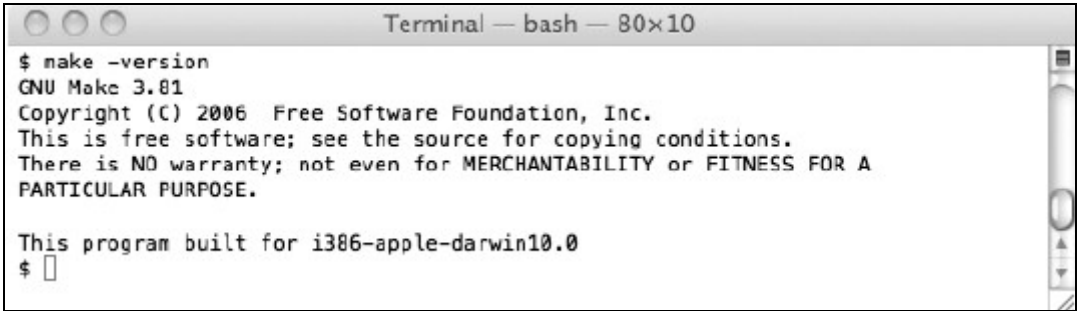 Terminal — bash — 80×10
$ make -version
GNU Make 3.81
Copyright (C) 2006  Free Software Foundation, Inc.
This is free software; see the source for copying conditions.
There is NO warranty; not even for MERCHANTABILITY or FITNESS FOR A
PARTICULAR PURPOSE.
This program built for i386-apple-darwin10.0
$